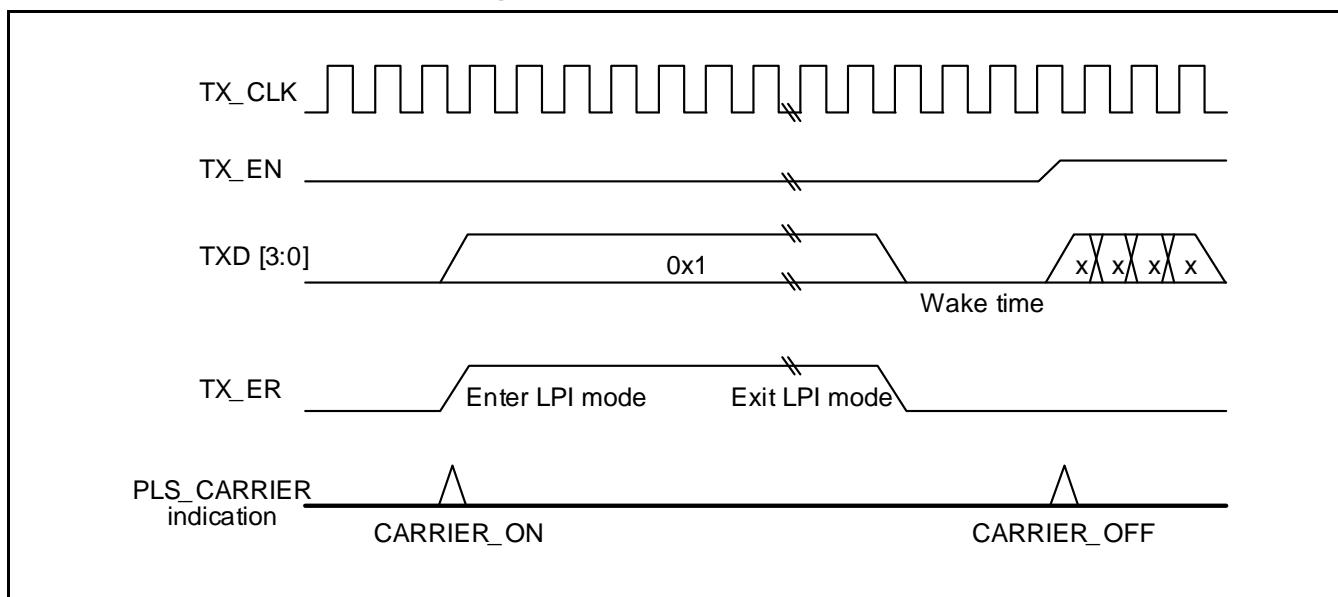 TX_CLK
TX_EN
TXD [3:0]
0x1
x x x x
Wake time
TX_ER
Enter LPI mode
Exit LPI mode
PLS_CARRIER
indication
CARRIER_ON
CARRIER_OFF